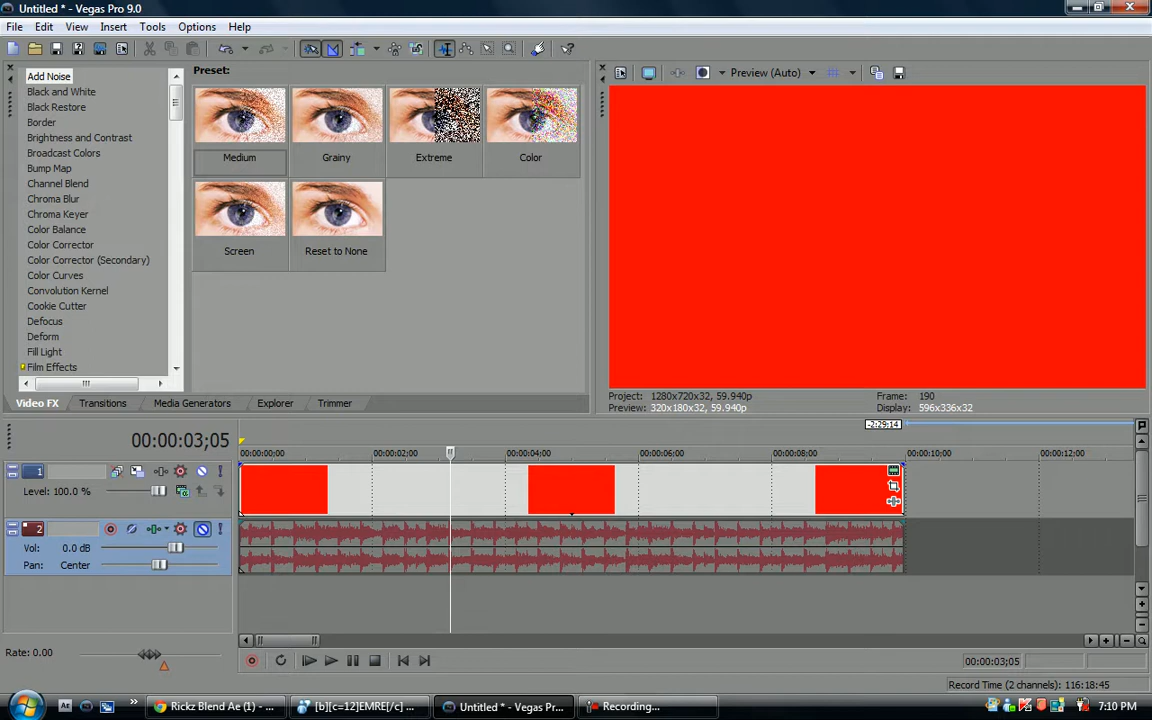 Untitled * - Vegas Pro 9.0
File Edit View Insert Tools Options Help
Add Noise
Black and White
Black Restore
Border
Brightness and Contrast
Broadcast Colors
Bump Map
Channel Blend
Chroma Blur
Chroma Keyer
Color Balance
Color Corrector
Color Corrector (Secondary)
Color Curves
Convolution Kernel
Cookie Cutter
Defocus
Deform
Fill Light
Film Effects
Preset:
Medium Grainy Extreme Color
Screen Reset to None
Video FX Transitions Media Generators Explorer Trimmer
Preview (Auto)
Project: 1280x720x32, 59.940p Frame: 190
Preview: 320x180x32, 59.940p Display: 596x336x32
-2:29:14
00:00:03;05
00:00:00;00 00:00:02;00 00:00:04;00 00:00:06;00 00:00:08;00 00:00:10;00 00:00:12;00
1
Level: 100.0 %
2
Vol: 0.0 dB
Pan: Center
Rate: 0.00
00:00:03;05
Record Time (2 channels): 116:18:45
Ae Rickz Blend Ae (1) - ... [b][c=12]EMRE[/c] ... Untitled * - Vegas Pr... Recording... 7:10 PM